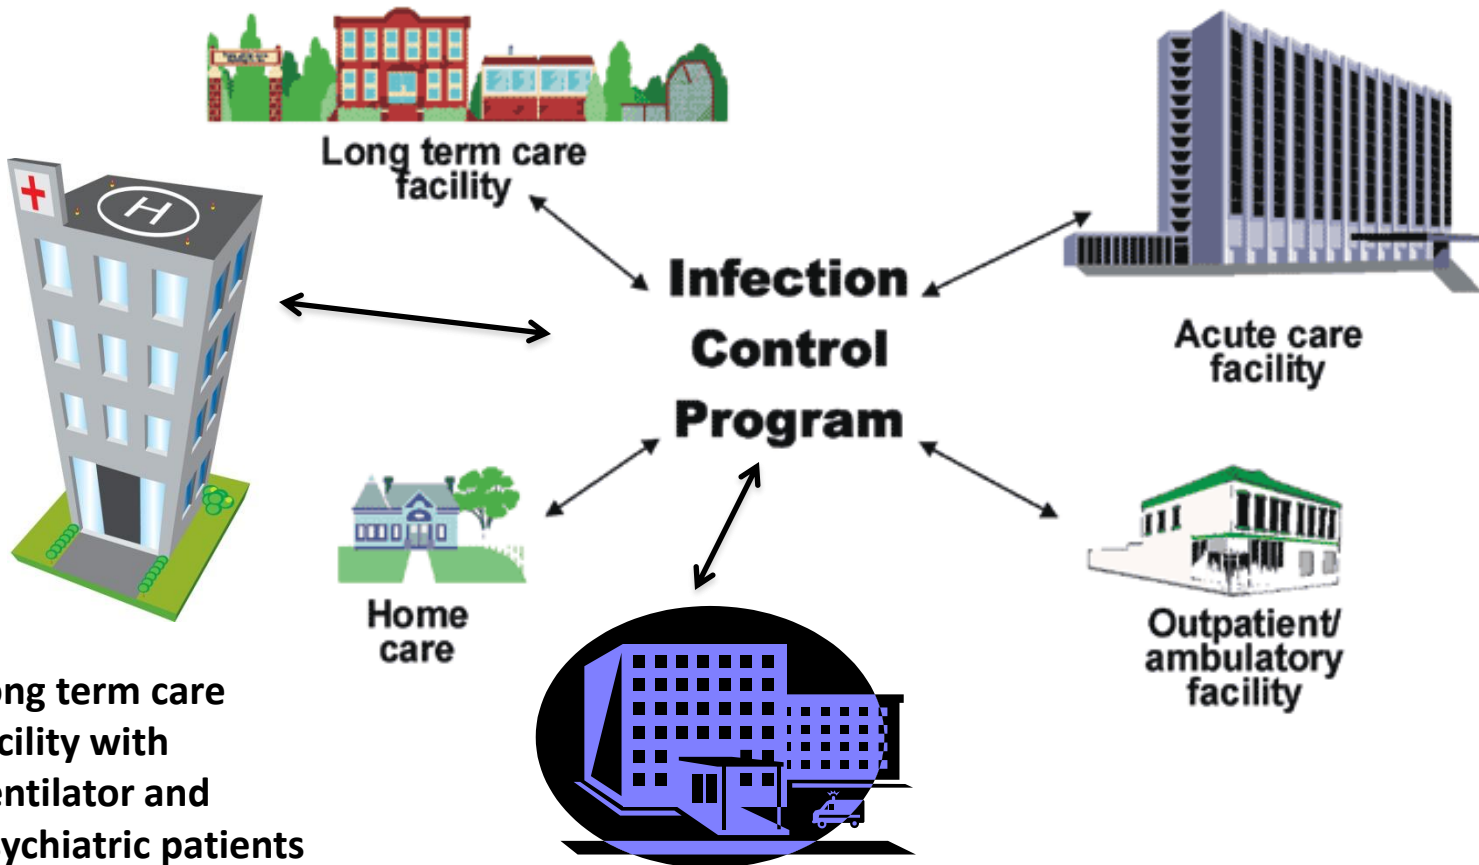 Long term care
facility
H
Infection
Control
Program
Acute care
facility
Home
care
Outpatient/
ambulatory
facility
ong term care
cility with
entilator and
ychiatric patients